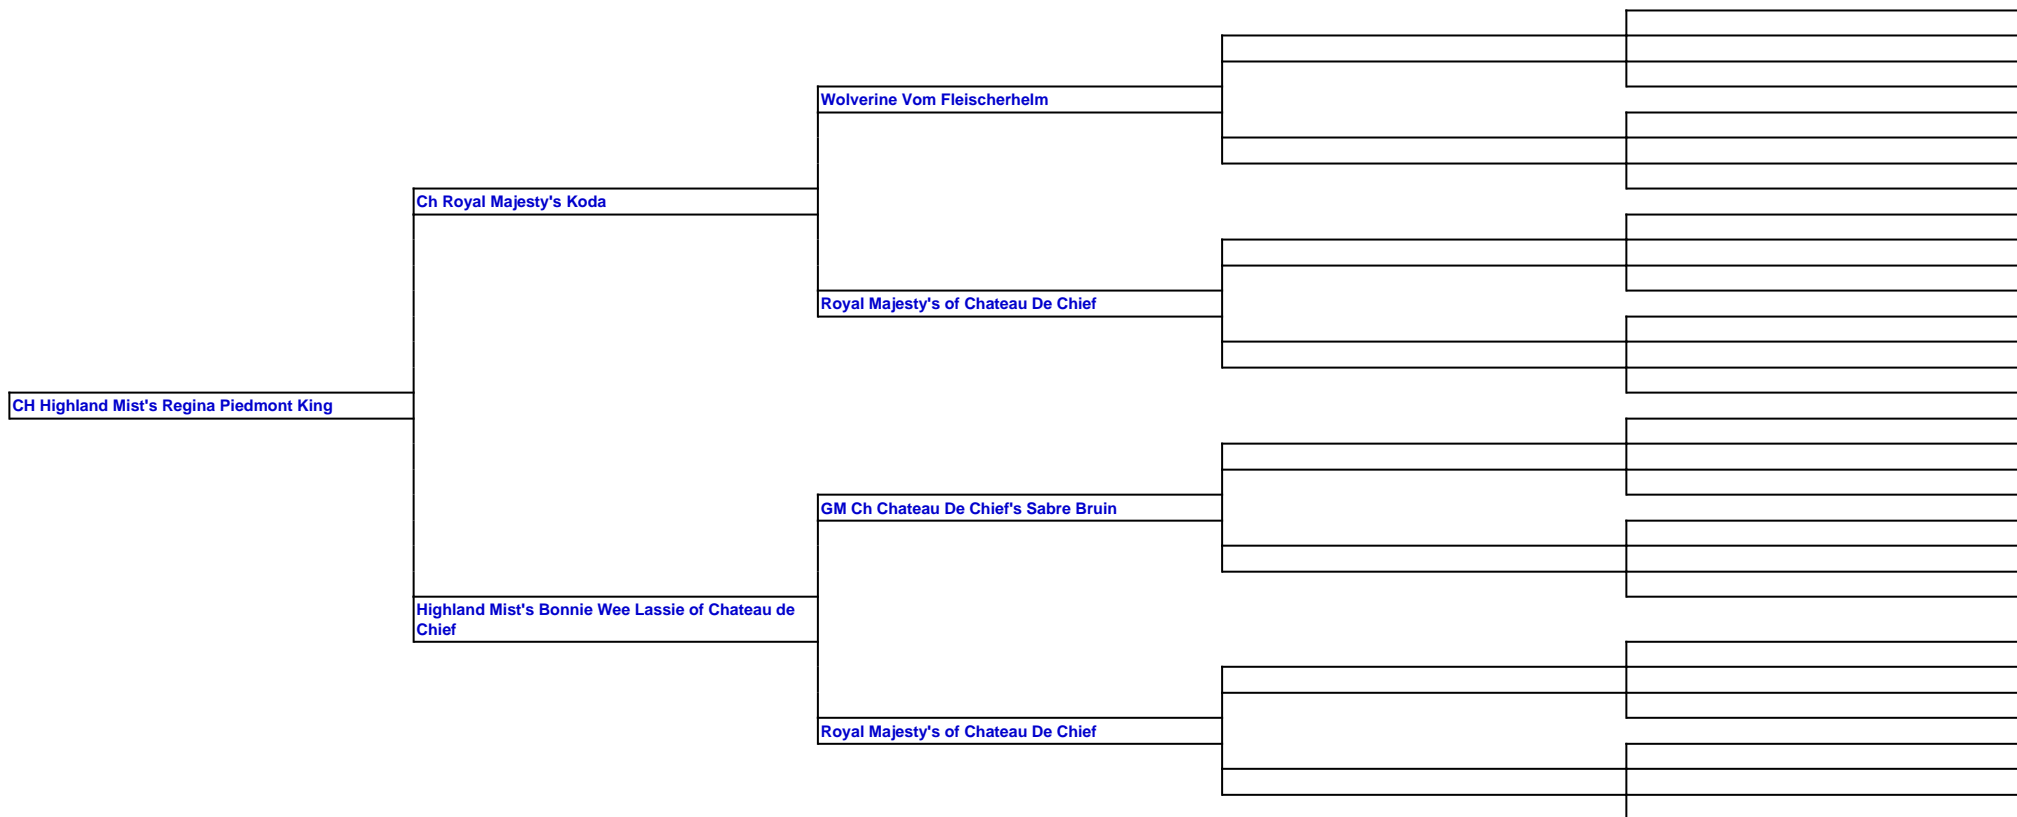 Wolverine Vom Fleischerhelm
Ch Royal Majesty's Koda
Royal Majesty's of Chateau De Chief
CH Highland Mist's Regina Piedmont King
GM Ch Chateau De Chief's Sabre Bruin
Highland Mist's Bonnie Wee Lassie of Chateau de
Chief
Royal Majesty's of Chateau De Chief